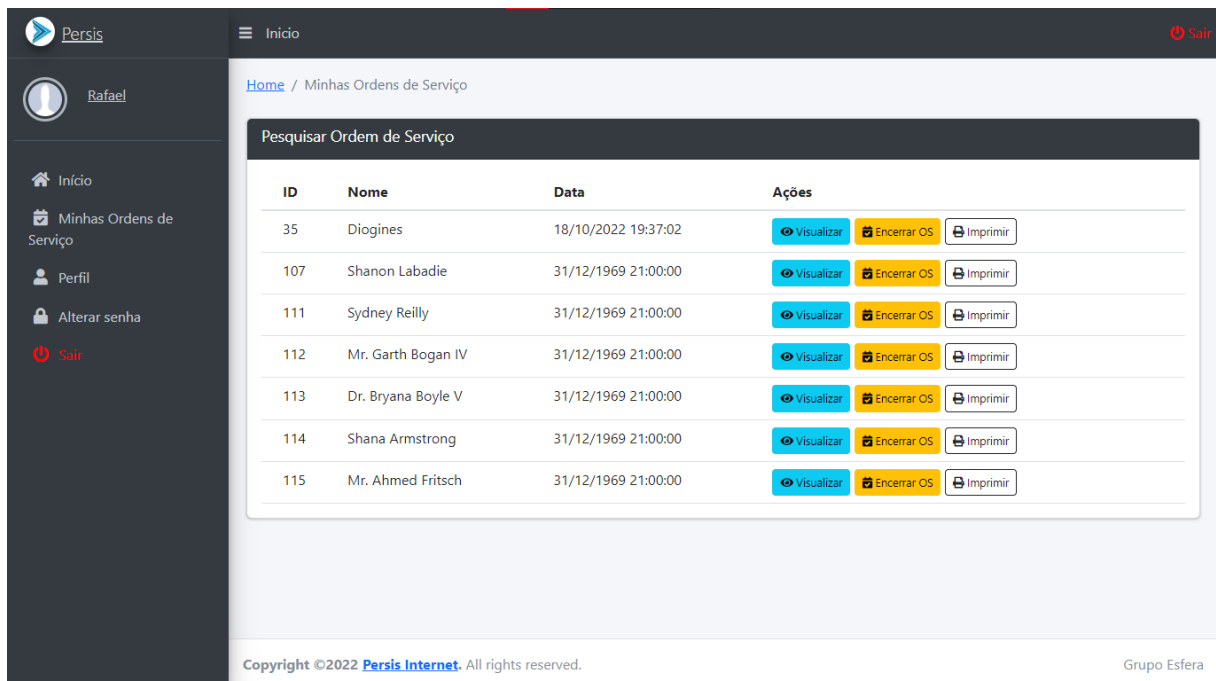 Persis
Inicio
Sair
Rafael
Home / Minhas Ordens de Serviço
Pesquisar Ordem de Serviço
Início
Minhas Ordens de
Serviço
Perfil
Alterar senha
Sair
ID Nome Data Ações
35 Diogines 18/10/2022 19:37:02 Visualizar Encerrar OS Imprimir
107 Shanon Labadie 31/12/1969 21:00:00 Visualizar Encerrar OS Imprimir
111 Sydney Reilly 31/12/1969 21:00:00 Visualizar Encerrar OS Imprimir
112 Mr. Garth Bogan IV 31/12/1969 21:00:00 Visualizar Encerrar OS Imprimir
113 Dr. Bryana Boyle V 31/12/1969 21:00:00 Visualizar Encerrar OS Imprimir
114 Shana Armstrong 31/12/1969 21:00:00 Visualizar Encerrar OS Imprimir
115 Mr. Ahmed Fritsch 31/12/1969 21:00:00 Visualizar Encerrar OS Imprimir
Copyright ©2022 Persis Internet. All rights reserved.
Grupo Esfera